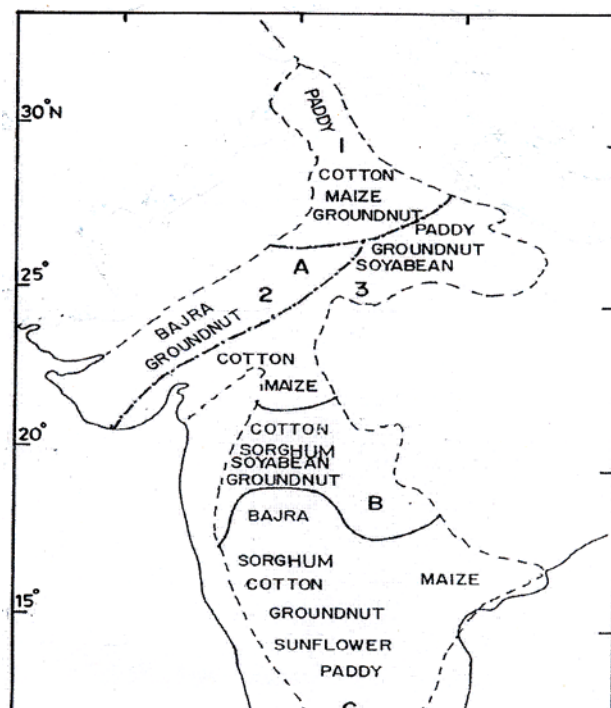 30°N
PADDY
1
COTTON
MAIZE
GROUNDNUT
PADDY
GROUNDNUT
SOYABEAN
A
25°
2
3
BAJRA
GROUNDNUT
COTTON
MAIZE
20°
COTTON
SORGHUM
SOYABEAN
GROUNDNUT
B
BAJRA
SORGHUM
COTTON
MAIZE
15°
GROUNDNUT
SUNFLOWER
PADDY
C